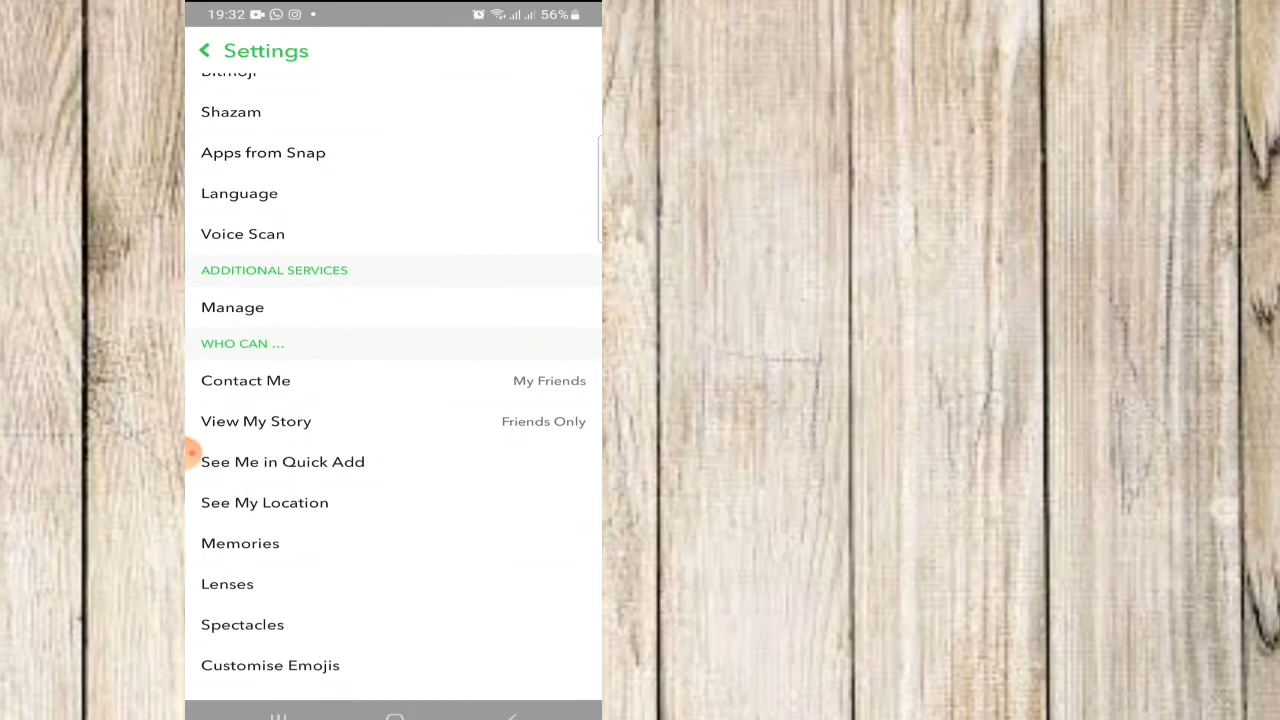 19:32 56%
Settings
Bitmoji
Shazam
Apps from Snap
Language
Voice Scan
ADDITIONAL SERVICES
Manage
WHO CAN ...
Contact Me My Friends
View My Story Friends Only
See Me in Quick Add
See My Location
Memories
Lenses
Spectacles
Customise Emojis